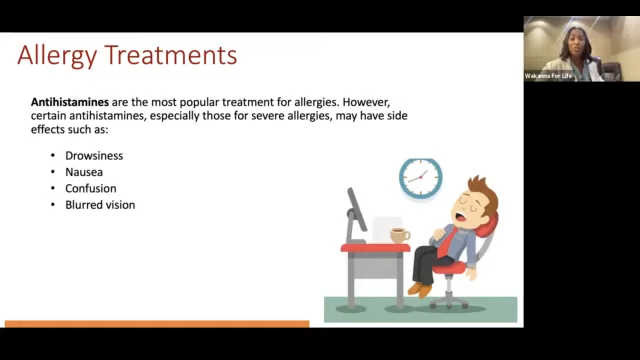 Allergy Treatments
Antihistamines are the most popular treatment for allergies. However,
certain antihistamines, especially those for severe allergies, may have side
effects such as:
• Drowsiness
• Nausea
• Confusion
• Blurred vision
Wakanna For Life